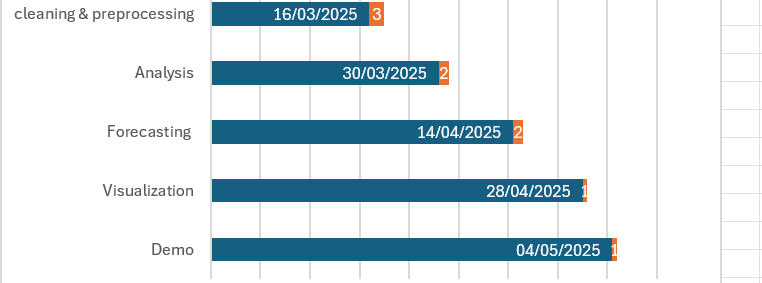 cleaning & preprocessing 16/03/2025 3
Analysis 30/03/2025 2
Forecasting 14/04/2025 2
Visualization 28/04/2025 1
Demo 04/05/2025 1